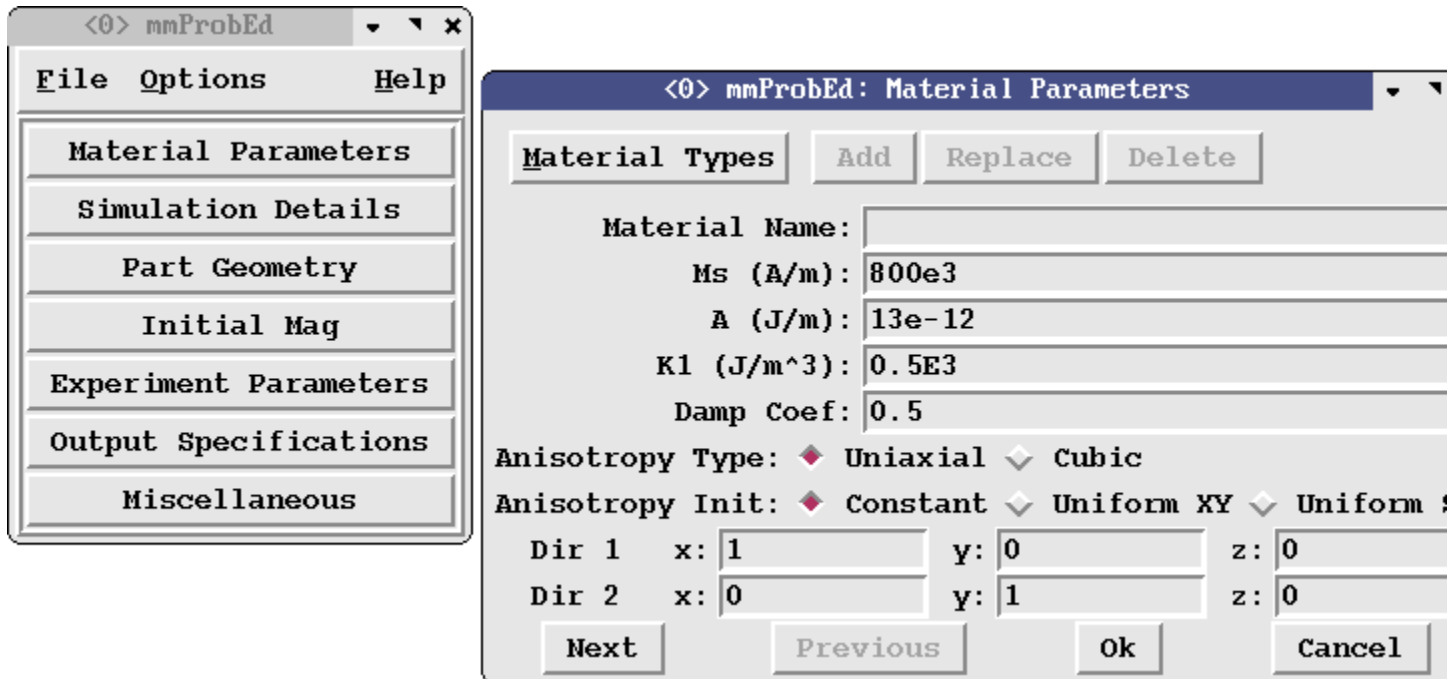 <0> mmProbEd
File Options Help
Material Parameters
Simulation Details
Part Geometry
Initial Mag
Experiment Parameters
Output Specifications
Miscellaneous
<0> mmProbEd: Material Parameters
Material Types Add Replace Delete
Material Name:
Ms (A/m): 800e3
A (J/m): 13e-12
K1 (J/m^3): 0.5E3
Damp Coef: 0.5
Anisotropy Type: Uniaxial Cubic
Anisotropy Init: Constant Uniform XY Uniform
Dir 1 x: 1 y: 0 z: 0
Dir 2 x: 0 y: 1 z: 0
Next Previous Ok Cancel